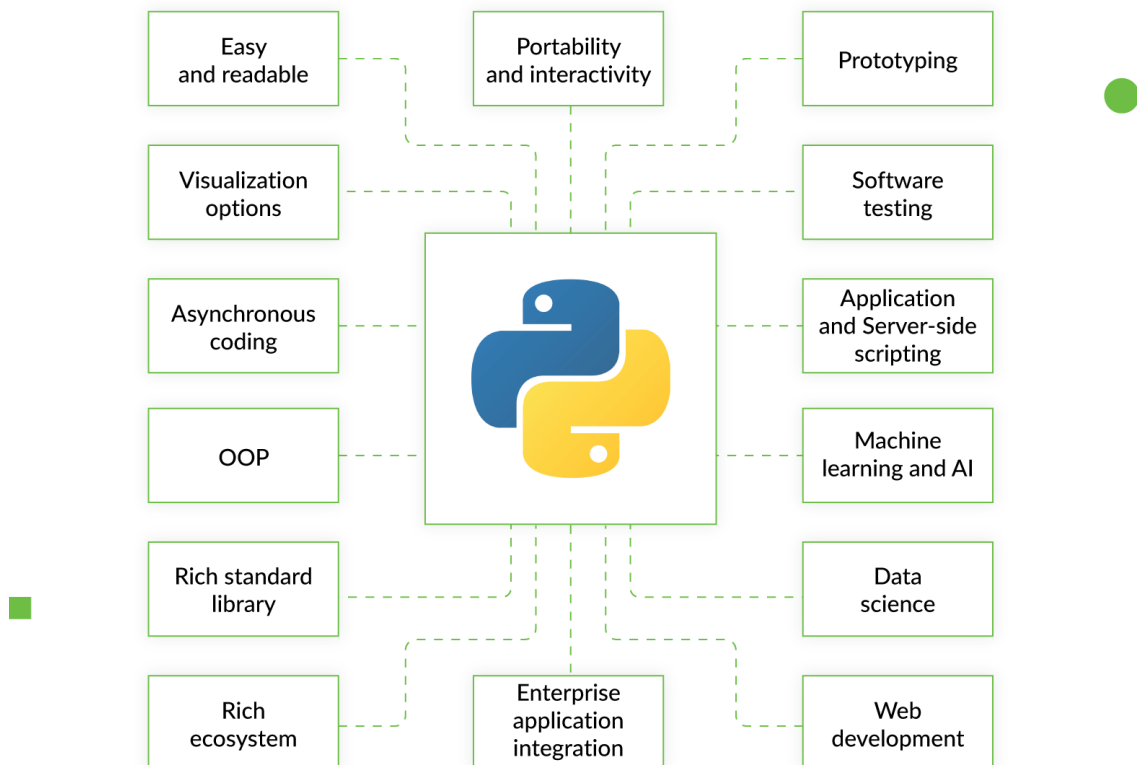 Easy
and readable
Portability
and interactivity
Prototyping
Visualization
options
Software
testing
Asynchronous
coding
Application
and Server-side
scripting
OOP
Machine
learning and AI
Rich standard
library
Data
science
Rich
ecosystem
Enterprise
application
integration
Web
development